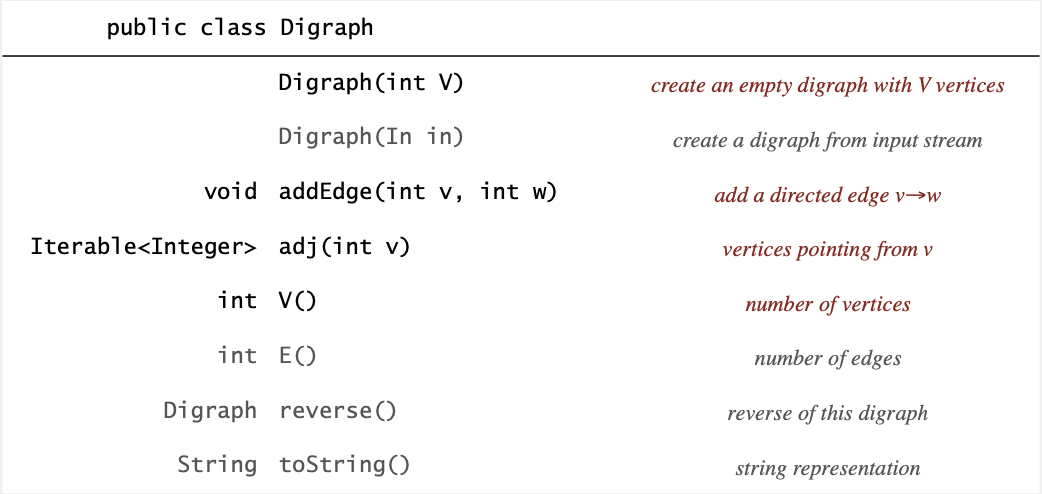 public class Digraph
Digraph(int V) create an empty digraph with V vertices
Digraph(In in) create a digraph from input stream
void addEdge(int v, int w) add a directed edge v→w
Iterable<Integer> adj(int v) vertices pointing from v
int V() number of vertices
int E() number of edges
Digraph reverse() reverse of this digraph
String toString() string representation